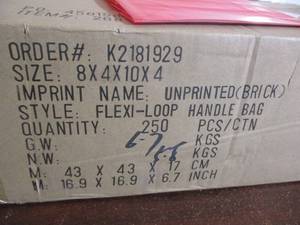 ORDER#: K2181929
SIZE: 8X4X10X4
IMPRINT NAME: UNPRINTED(BRICK)
STYLE: FLEXI-LOOP HANDLE BAG
QUANTITY: 250 PCS/CTN
G.W. KGS
N.W. KGS
M: 43 X 43 X 17 CM
M: 16.9 X 16.9 X 6.7 INCH